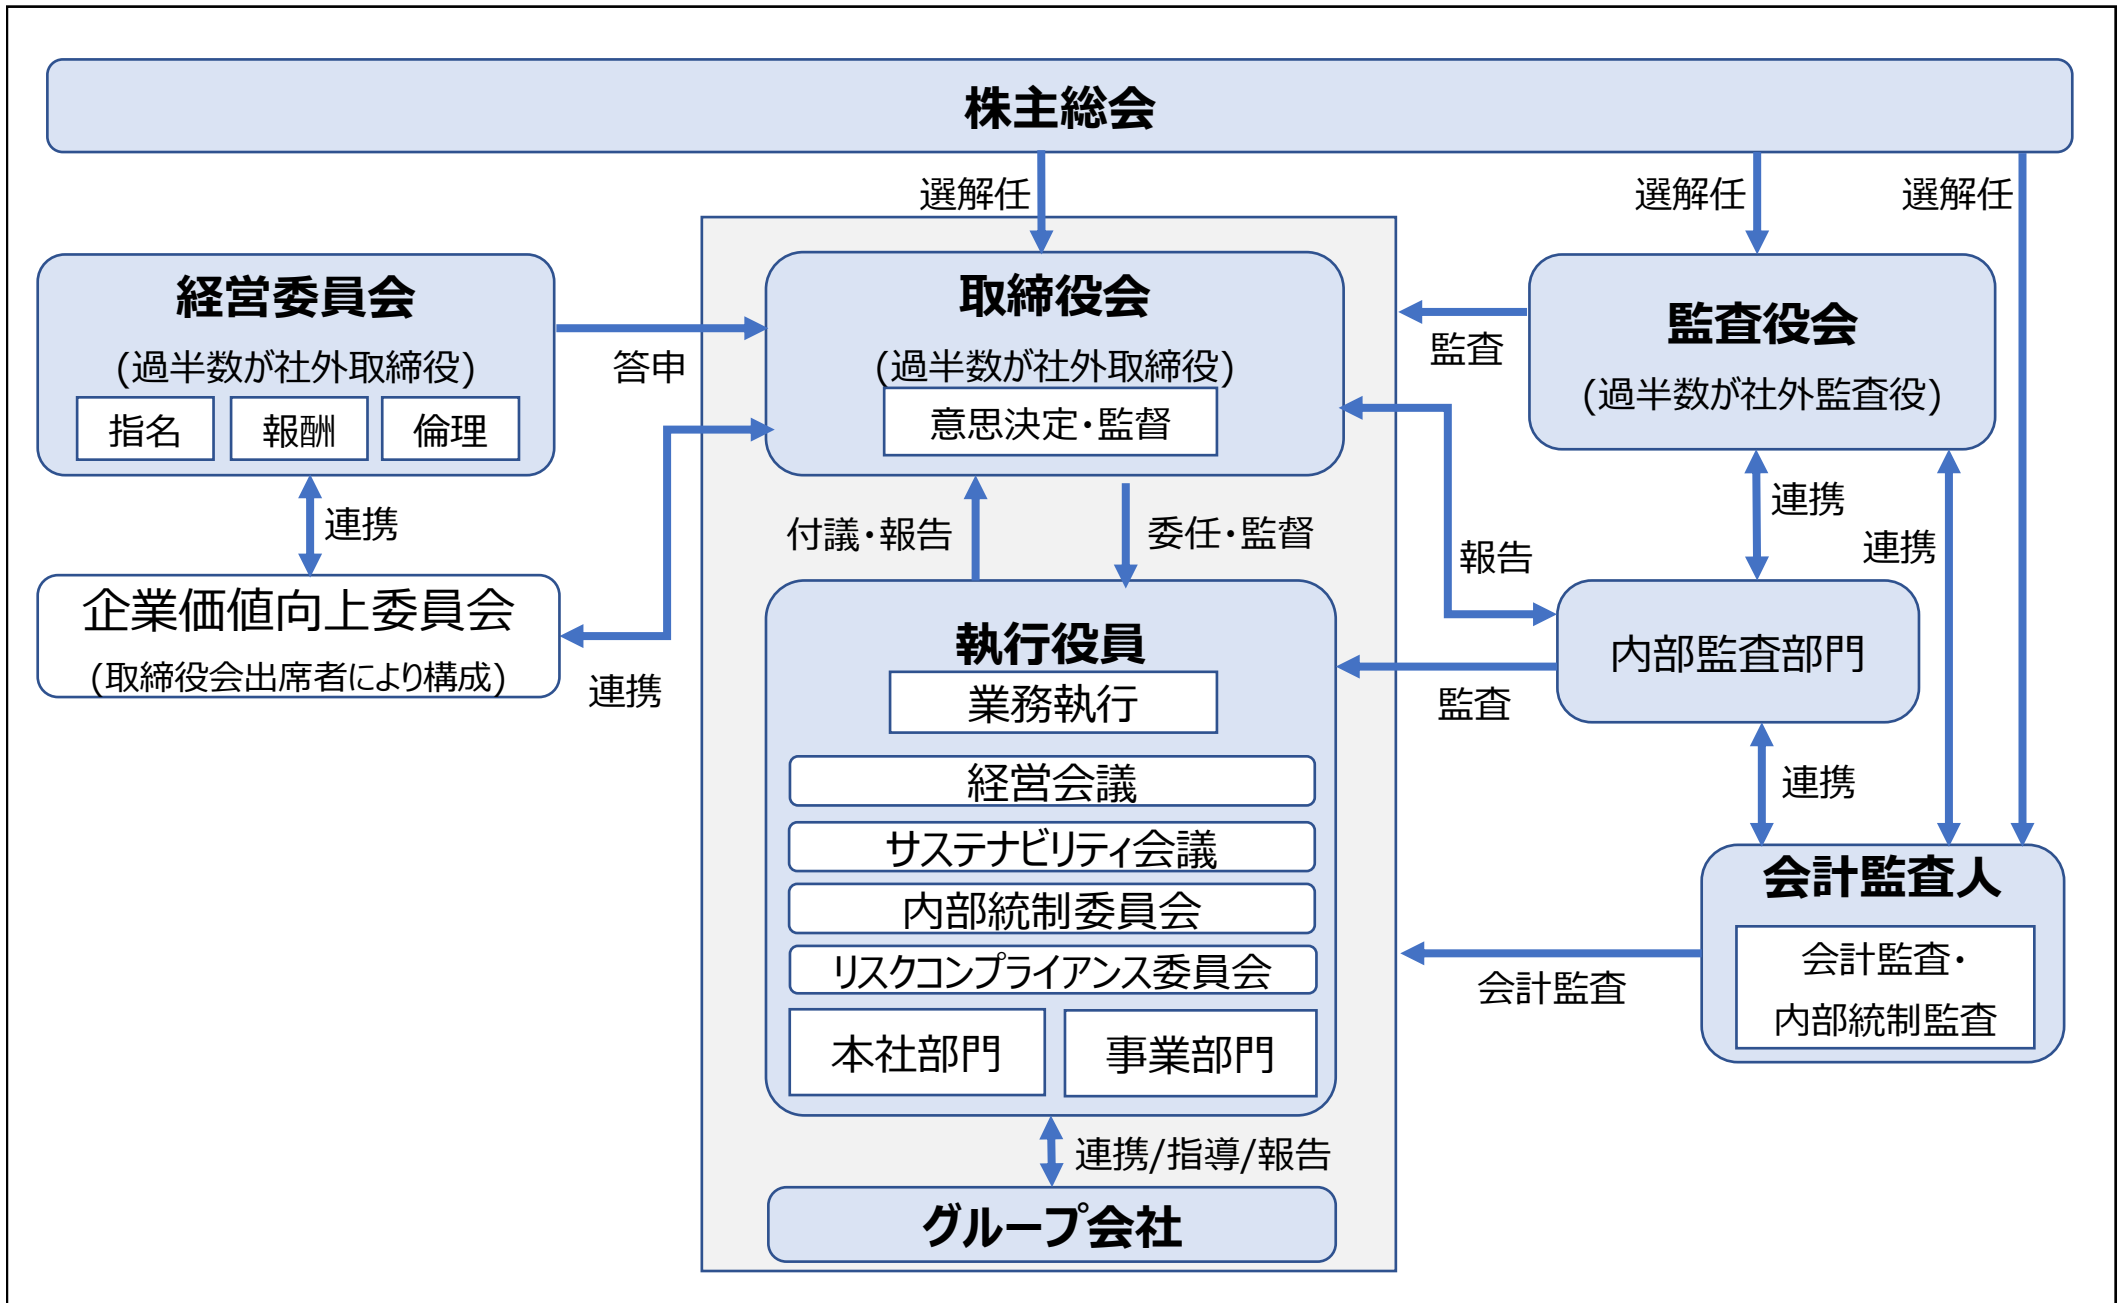 株主総会
選解任
選解任
選解任
経営委員会
(過半数が社外取締役)
指名
報酬
倫理
答申
取締役会
(過半数が社外取締役)
意思決定・監督
監査
監査役会
(過半数が社外監査役)
連携
付議・報告
委任・監督
報告
連携
連携
企業価値向上委員会
(取締役会出席者により構成)
連携
執行役員
業務執行
経営会議
サステナビリティ会議
内部統制委員会
リスクコンプライアンス委員会
本社部門
事業部門
監査
内部監査部門
連携
会計監査
会計監査人
会計監査・
内部統制監査
連携/指導/報告
グループ会社